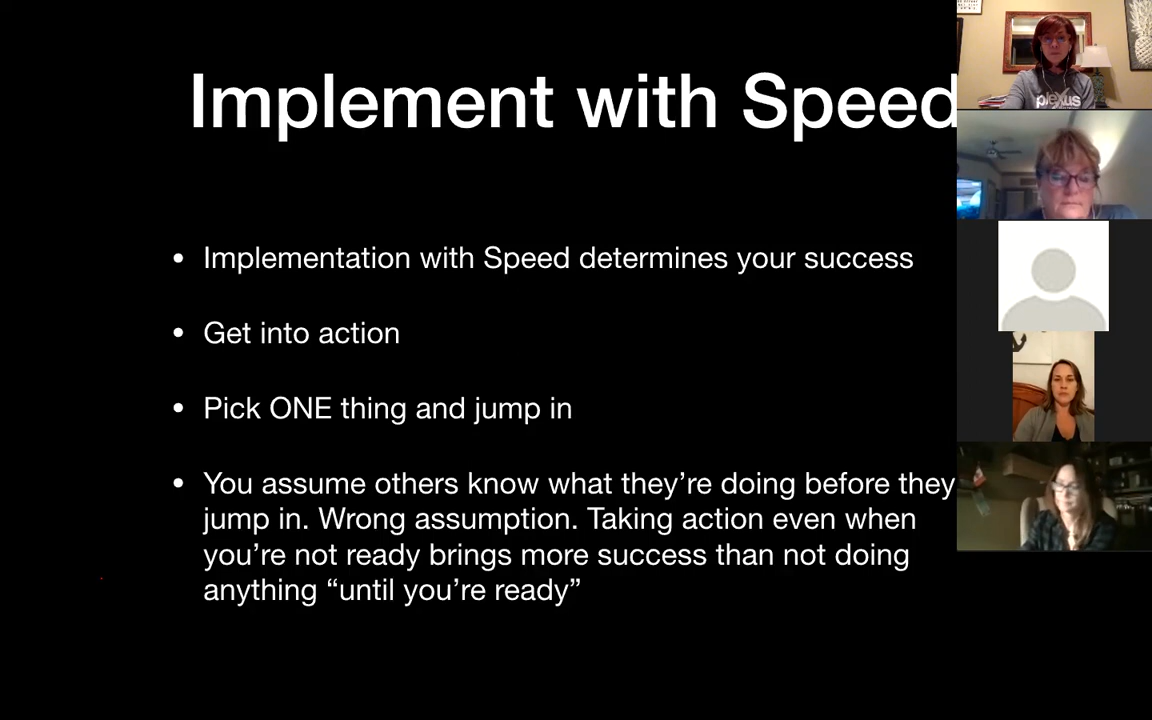 Implement with Speed
• Implementation with Speed determines your success
• Get into action
• Pick ONE thing and jump in
• You assume others know what they’re doing before they
jump in. Wrong assumption. Taking action even when
you’re not ready brings more success than not doing
anything “until you’re ready”
plexus